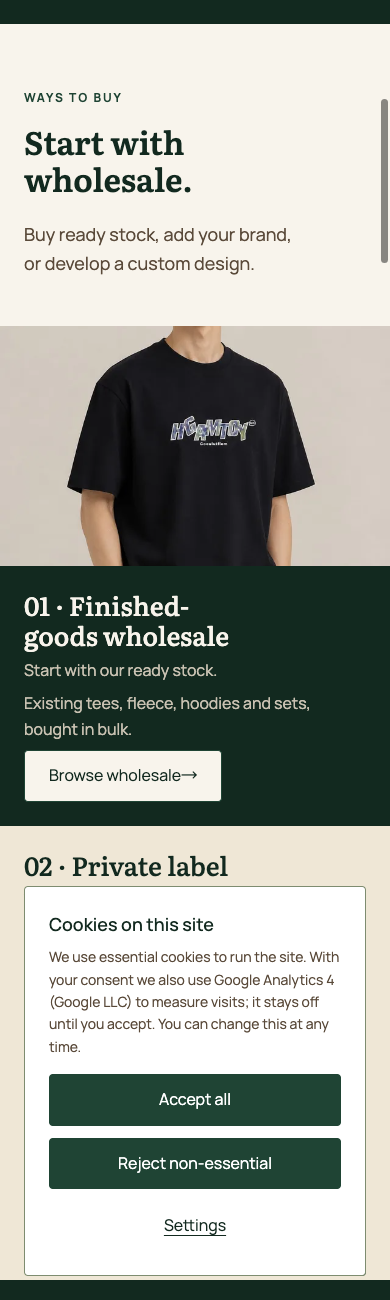 WAYS TO BUY
Start with
wholesale.
Buy ready stock, add your brand,
or develop a custom design.
01 · Finished-
goods wholesale
Start with our ready stock.
Existing tees, fleece, hoodies and sets,
bought in bulk.
Browse wholesale→
02 · Private label
Cookies on this site
We use essential cookies to run the site. With
your consent we also use Google Analytics 4
(Google LLC) to measure visits; it stays off
until you accept. You can change this at any
time.
Accept all
Reject non-essential
Settings